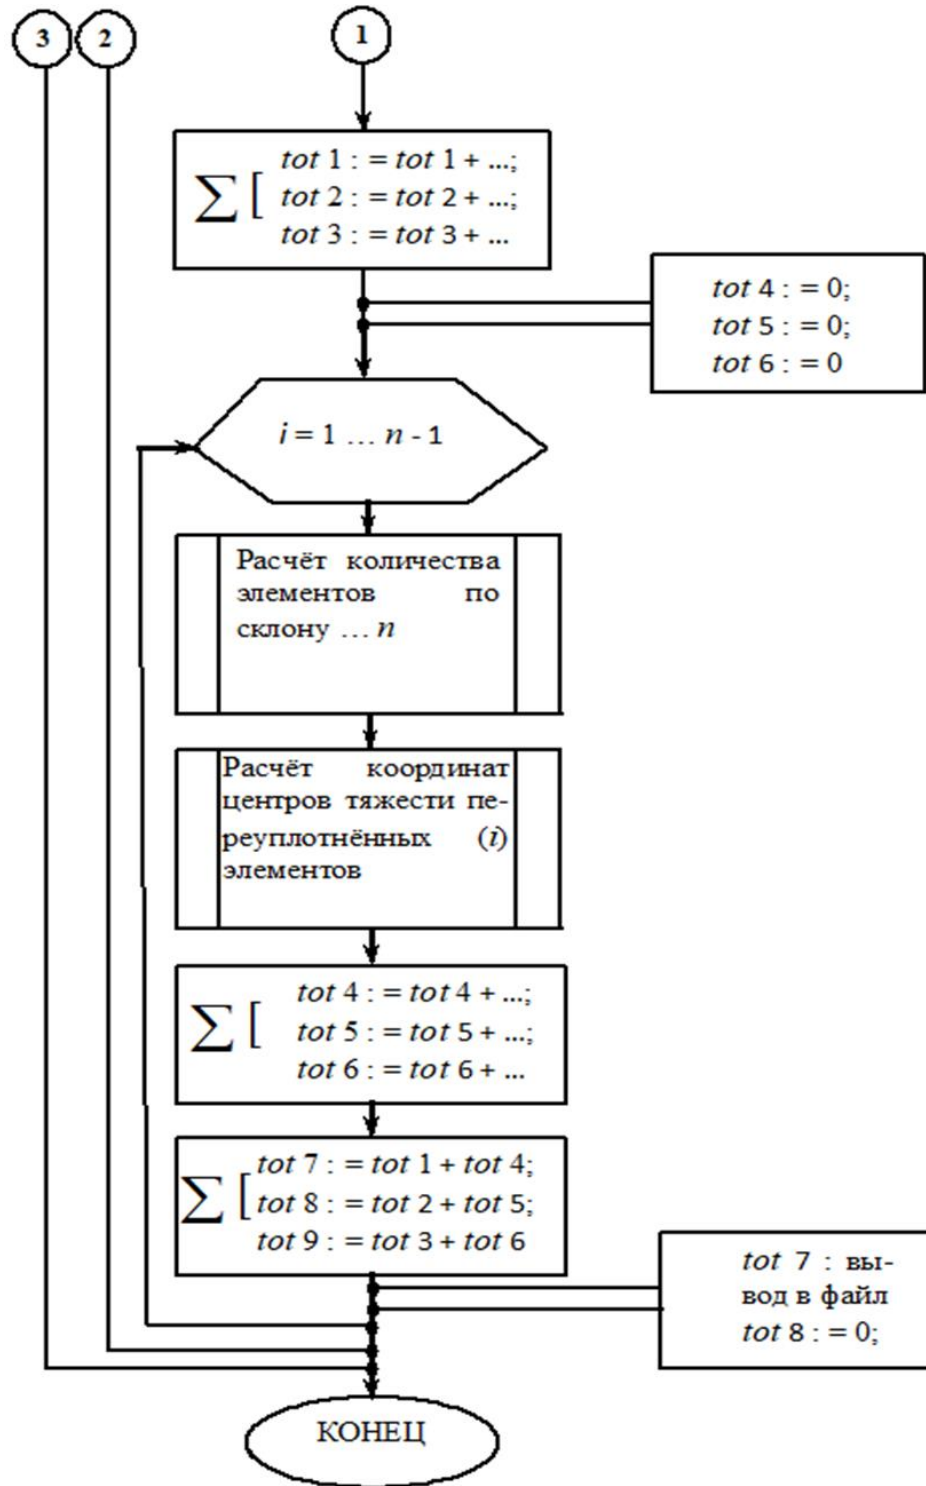 3 2 1
∑ [ tot 1 : = tot 1 + ...;
tot 2 : = tot 2 + ...;
tot 3 : = tot 3 + ...
tot 4 : = 0;
tot 5 : = 0;
tot 6 : = 0
i = 1 … n - 1
Расчёт количества
элементов по
склону … n
Расчёт координат
центров тяжести пе-
реуплотнённых (i)
элементов
∑ [ tot 4 : = tot 4 + ...;
tot 5 : = tot 5 + ...;
tot 6 : = tot 6 + ...
∑ [ tot 7 : = tot 1 + tot 4;
tot 8 : = tot 2 + tot 5;
tot 9 : = tot 3 + tot 6
tot 7 : вы-
вод в файл
tot 8 : = 0;
КОНЕЦ